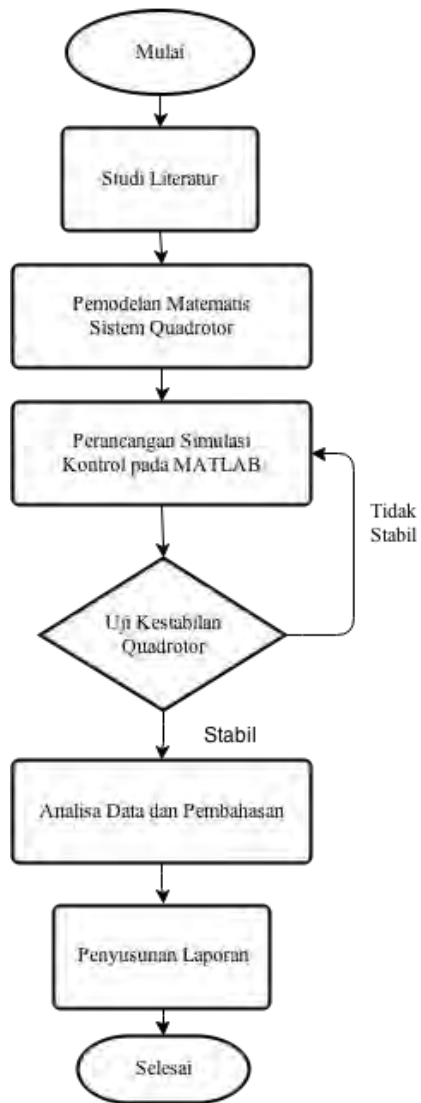 Mulai
Studi Literatur
Pemodelan Matematis
Sistem Quadrotor
Perancangan Simulasi
Kontrol pada MATLAB
Tidak
Stabil
Uji Kestabilan
Quadrotor
Stabil
Analisa Data dan Pembahasan
Penyusunan Laporan
Selesai